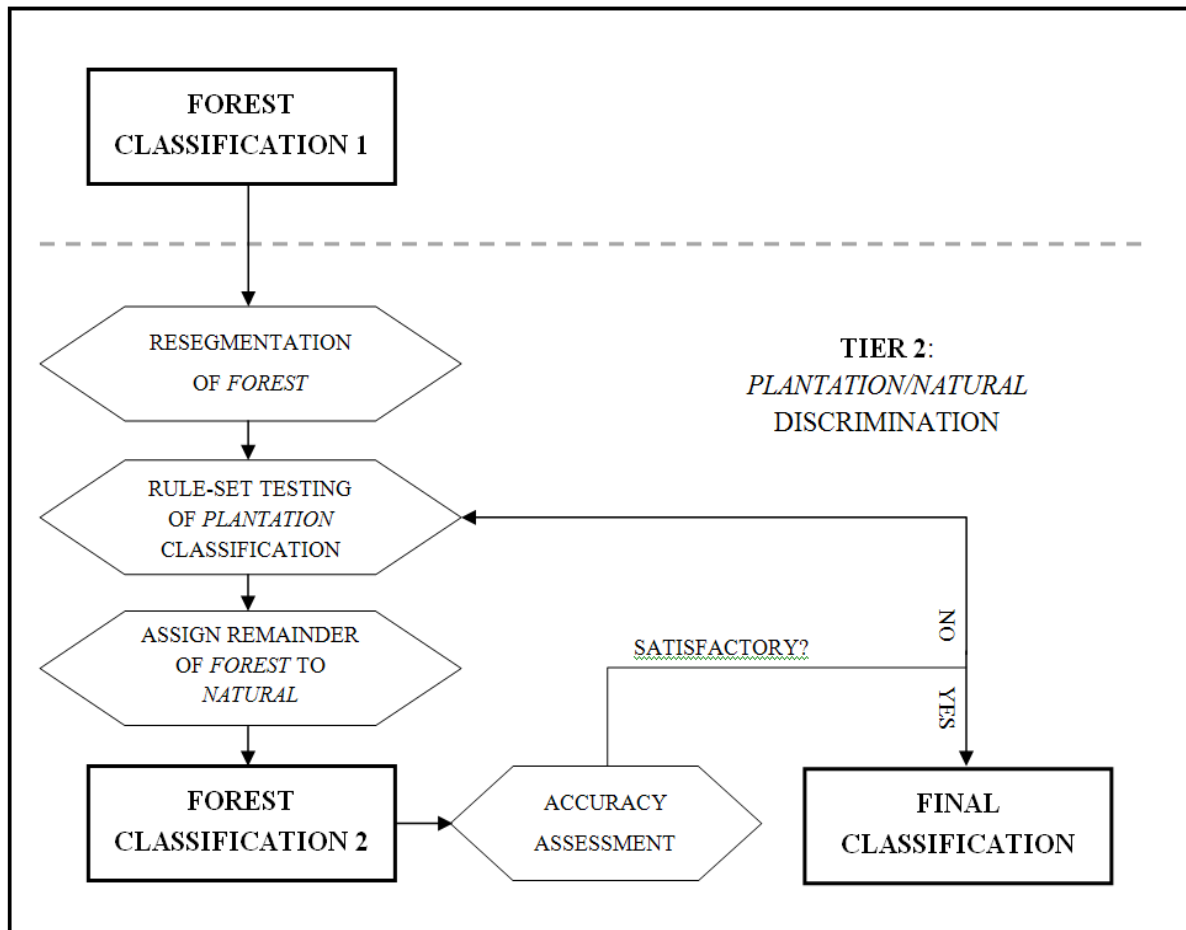 FOREST
CLASSIFICATION 1
RESEGMENTATION
OF FOREST
TIER 2:
PLANTATION/NATURAL
DISCRIMINATION
RULE-SET TESTING
OF PLANTATION
CLASSIFICATION
ASSIGN REMAINDER
OF FOREST TO
NATURAL
SATISFACTORY?
NO
YES
FOREST
CLASSIFICATION 2
ACCURACY
ASSESSMENT
FINAL
CLASSIFICATION